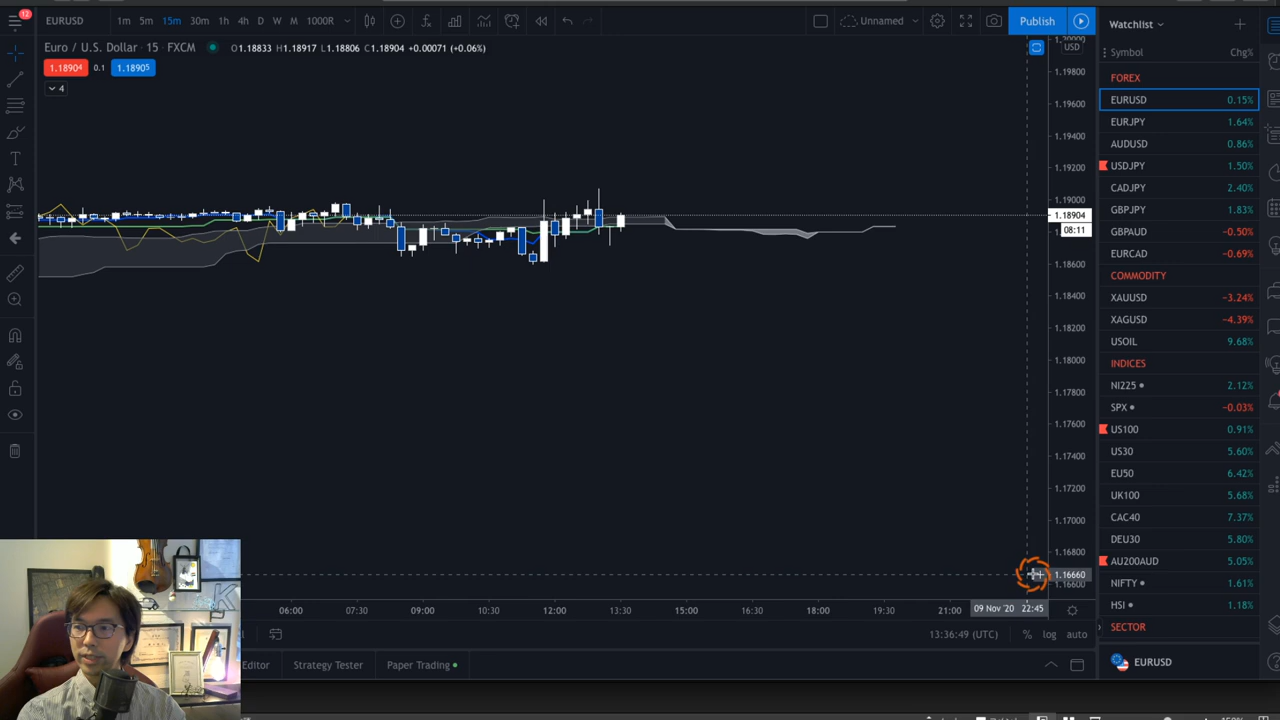 12
EURUSD 1m 5m 15m 30m 1h 4h D W M 1000R Unnamed Publish
Watchlist
Euro / U.S. Dollar · 15 · FXCM O1.18833 H1.18917 L1.18806 C1.18904 +0.00071 (+0.06%)
1.18904 0.1 1.18905
4
USD
Symbol Chg%
FOREX
EURUSD 0.15%
EURJPY 1.64%
AUDUSD 0.86%
USDJPY 1.50%
CADJPY 2.40%
GBPJPY 1.83%
GBPAUD −0.50%
EURCAD −0.69%
COMMODITY
XAUUSD −3.24%
XAGUSD −4.39%
USOIL 9.68%
INDICES
NI225 2.12%
SPX −0.03%
US100 0.91%
US30 5.60%
EU50 6.42%
UK100 5.68%
CAC40 7.37%
DEU30 5.80%
AU200AUD 5.05%
NIFTY 1.61%
HSI 1.18%
SECTOR
EURUSD
1.19800
1.19600
1.19400
1.19200
1.19000
1.18904
08:11
1.18600
1.18400
1.18200
1.18000
1.17800
1.17600
1.17400
1.17200
1.17000
1.16800
1.16660
1.16600
06:00 07:30 09:00 10:30 12:00 13:30 15:00 16:30 18:00 19:30 21:00 09 Nov '20 22:45
13:36:49 (UTC) % log auto
Editor Strategy Tester Paper Trading